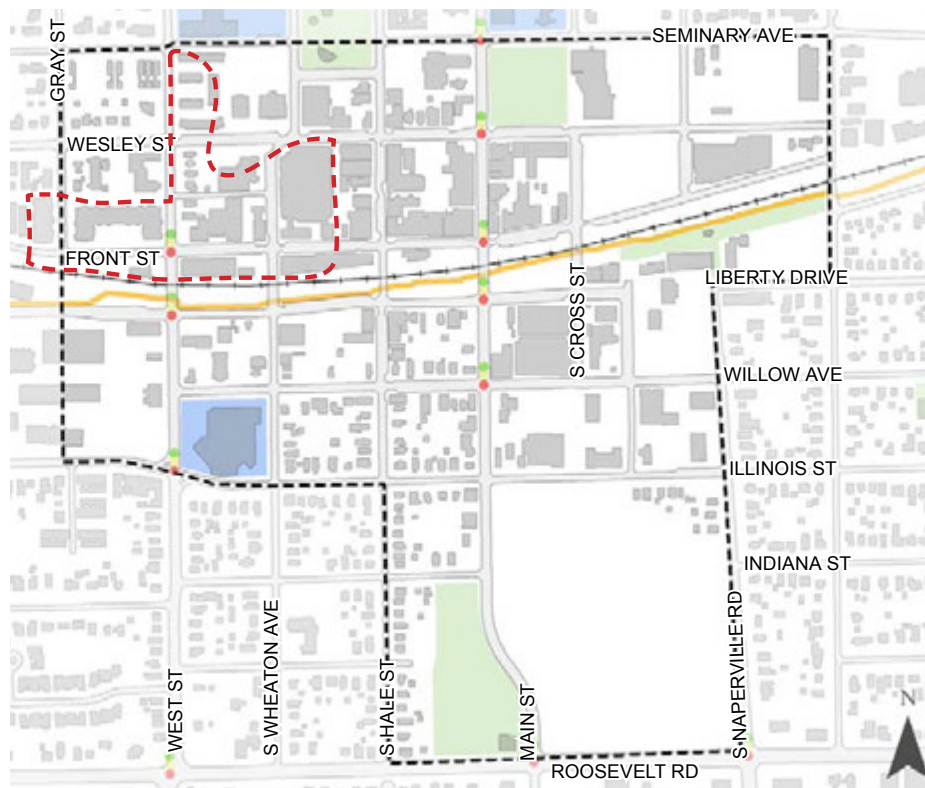 GRAY ST
SEMINARY AVE
WESLEY ST
FRONT ST
LIBERTY DRIVE
S CROSS ST
WILLOW AVE
ILLINOIS ST
INDIANA ST
WEST ST
S WHEATON AVE
S HALE ST
MAIN ST
S NAPERVILLE RD
N
ROOSEVELT RD